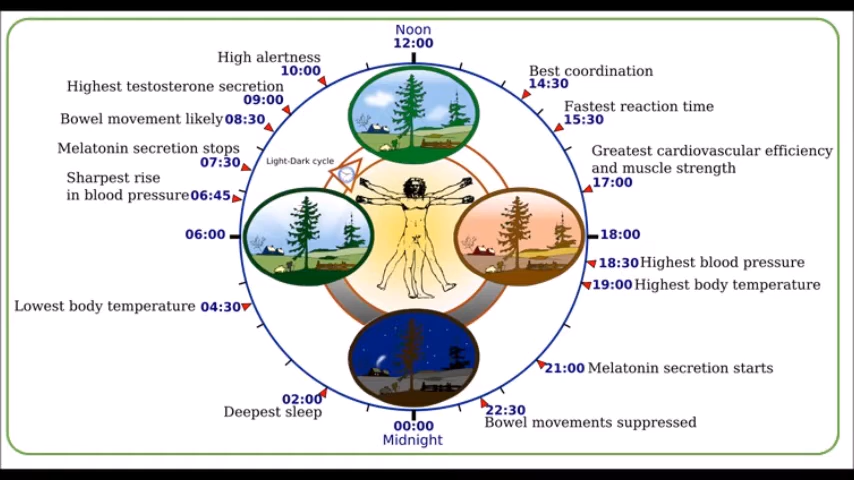 Noon
12:00
High alertness
10:00
Highest testosterone secretion
09:00
Bowel movement likely 08:30
Melatonin secretion stops
07:30
Sharpest rise
in blood pressure 06:45
06:00
Lowest body temperature 04:30
02:00
Deepest sleep
00:00
Midnight
Light-Dark cycle
Best coordination
14:30
Fastest reaction time
15:30
Greatest cardiovascular efficiency
and muscle strength
17:00
18:00
18:30 Highest blood pressure
19:00 Highest body temperature
21:00 Melatonin secretion starts
22:30
Bowel movements suppressed